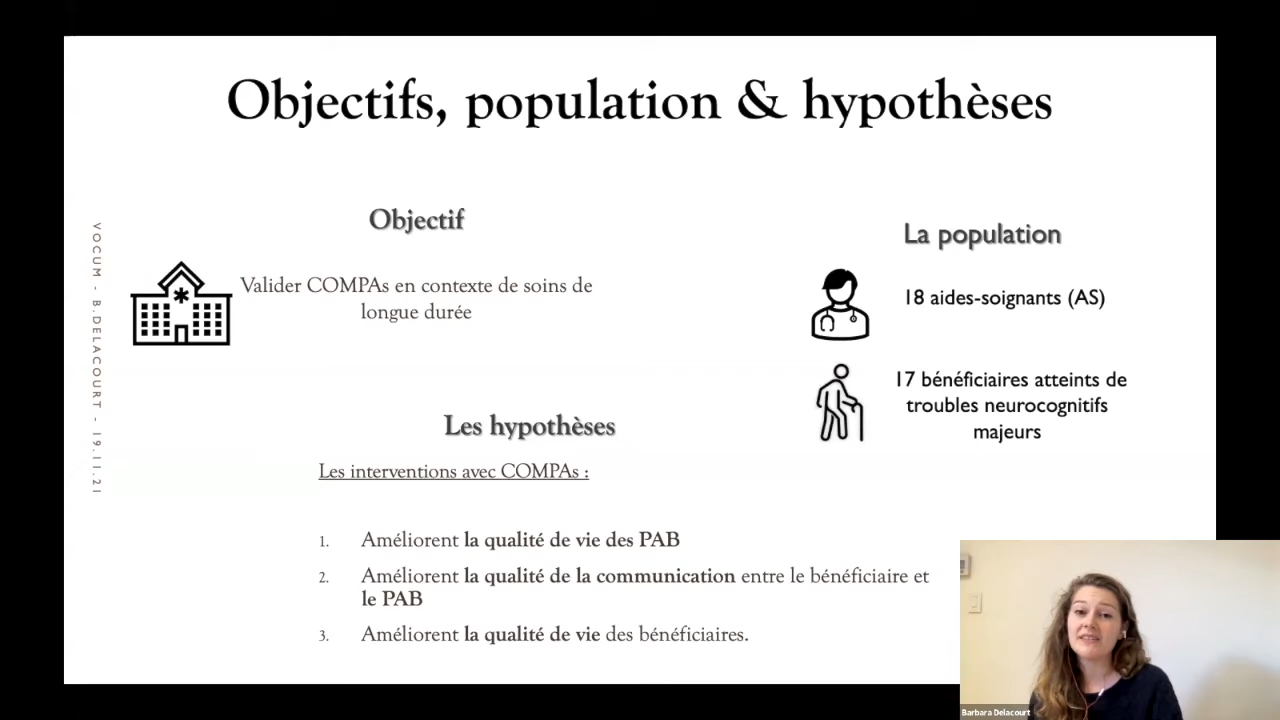 Objectifs, population & hypothèses
VOCUM - B.DELACOURT - 19.11.21
Objectif
Valider COMPAs en contexte de soins de
longue durée
La population
18 aides-soignants (AS)
17 bénéficiaires atteints de
troubles neurocognitifs
majeurs
Les hypothèses
Les interventions avec COMPAs :
1. Améliorent la qualité de vie des PAB
2. Améliorent la qualité de la communication entre le bénéficiaire et
le PAB
3. Améliorent la qualité de vie des bénéficiaires.
Barbara Delacourt